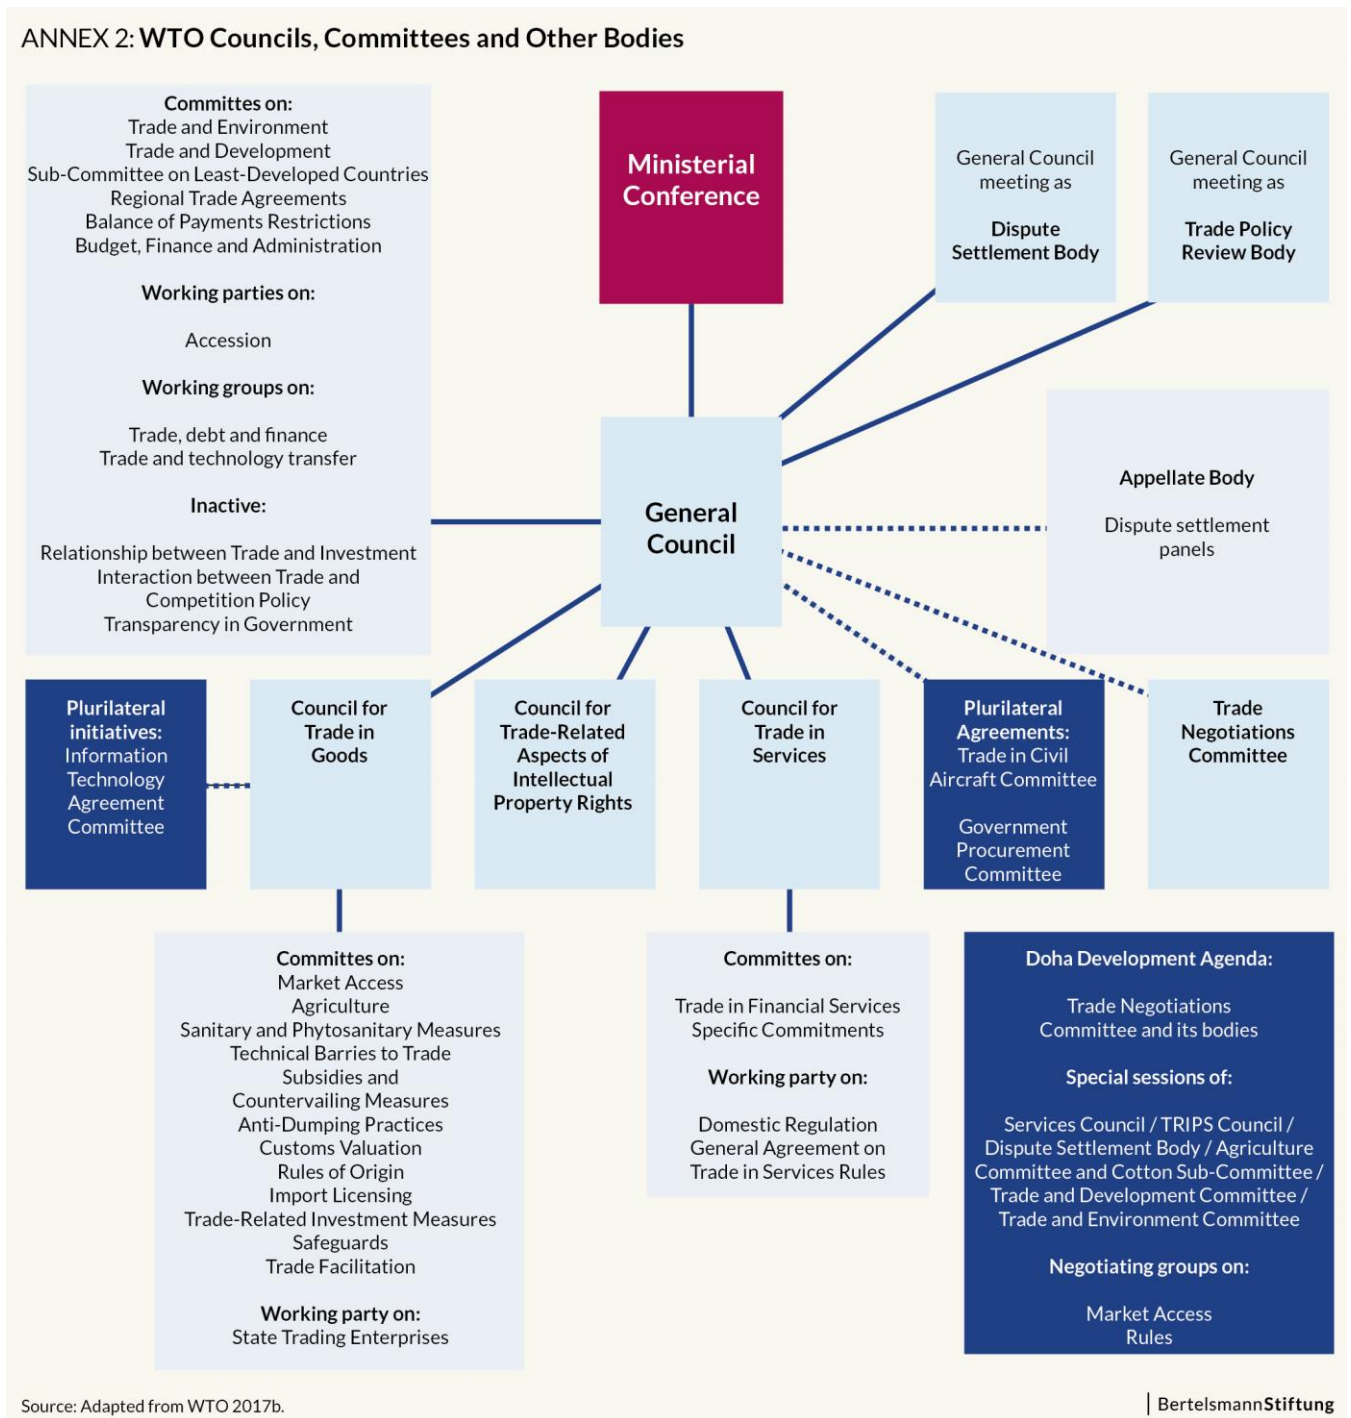 ANNEX 2: WTO Councils, Committees and Other Bodies
Committes on:
Trade and Environment
Trade and Development
Sub-Committee on Least-Developed Countries
Regional Trade Agreements
Balance of Payments Restrictions
Budget, Finance and Administration
Working parties on:
Accession
Working groups on:
Trade, debt and finance
Trade and technology transfer
Inactive:
Relationship between Trade and Investment
Interaction between Trade and
Competition Policy
Transparency in Government
Ministerial
Conference
General Council
meeting as
Dispute
Settlement Body
General Council
meeting as
Trade Policy
Review Body
General
Council
Appellate Body
Dispute settlement
panels
Plurilateral
initiatives:
Information
Technology
Agreement
Committee
Council for
Trade in
Goods
Council for
Trade-Related
Aspects of
Intellectual
Property Rights
Council for
Trade in
Services
Plurilateral
Agreements:
Trade in Civil
Aircraft Committee
Government
Procurement
Committee
Trade
Negotiations
Committee
Committes on:
Market Access
Agriculture
Sanitary and Phytosanitary Measures
Technical Barries to Trade
Subsidies and
Countervailing Measures
Anti-Dumping Practices
Customs Valuation
Rules of Origin
Import Licensing
Trade-Related Investment Measures
Safeguards
Trade Facilitation
Working party on:
State Trading Enterprises
Committes on:
Trade in Financial Services
Specific Commitments
Working party on:
Domestic Regulation
General Agreement on
Trade in Services Rules
Doha Development Agenda:
Trade Negotiations
Committee and its bodies
Special sessions of:
Services Council / TRIPS Council /
Dispute Settlement Body / Agriculture
Committee and Cotton Sub-Committee /
Trade and Development Committee /
Trade and Environment Committee
Negotiating groups on:
Market Access
Rules
Source: Adapted from WTO 2017b.
BertelsmannStiftung